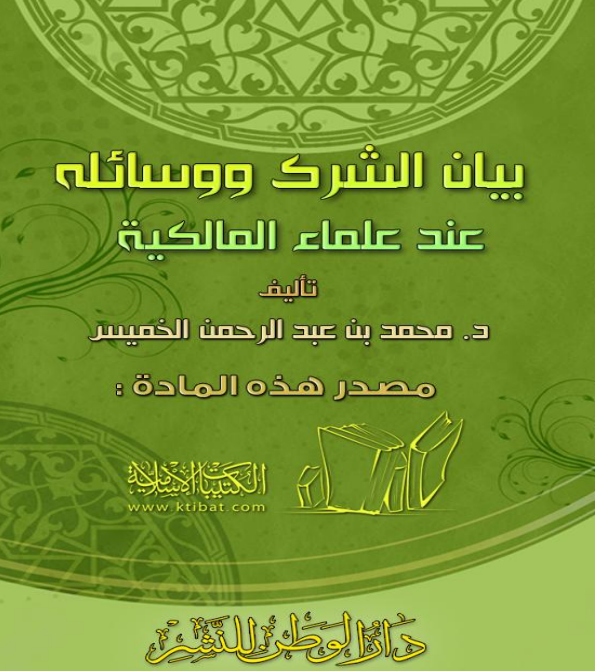 بيان الشرك ووسائله
عند علماء المالكية
تأليف
د. محمد بن عبد الرحمن الخميس
مصدر هذه المادة :
الكتيبات الإسلامية
www.ktibat.com
دار الوطن للنشر